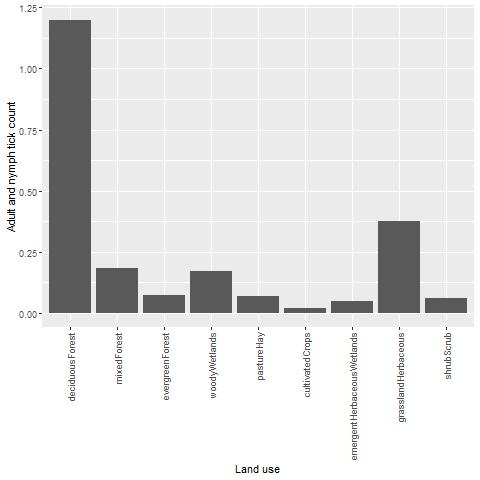 1.25
1.00
0.75
0.50
0.25
0.00
Adult and nymph tick count
deciduousForest
mixedForest
evergreenForest
woodyWetlands
pastureHay
cultivatedCrops
emergentHerbaceousWetlands
grasslandHerbaceous
shrubScrub
Land use